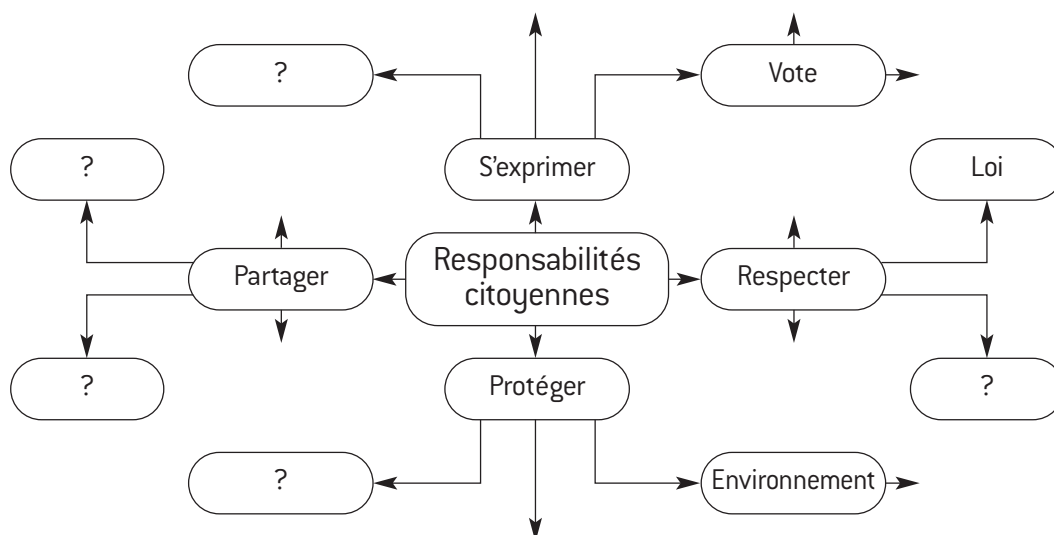 ?
Vote
?
S'exprimer
Loi
Partager
Responsabilités
citoyennes
Respecter
?
Protéger
?
?
Environnement